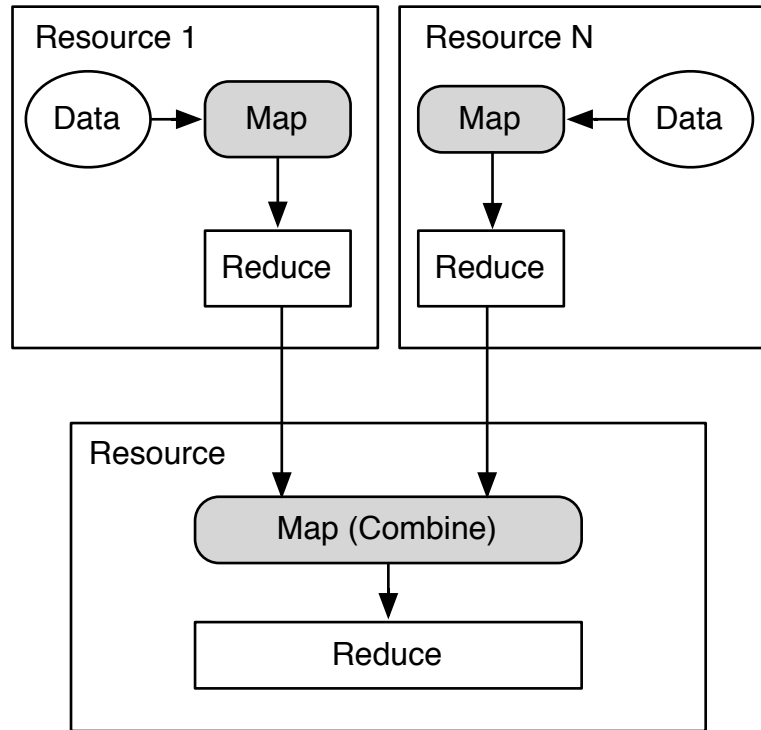 Resource 1
Data
Map
Reduce
Resource N
Map
Data
Reduce
Resource
Map (Combine)
Reduce